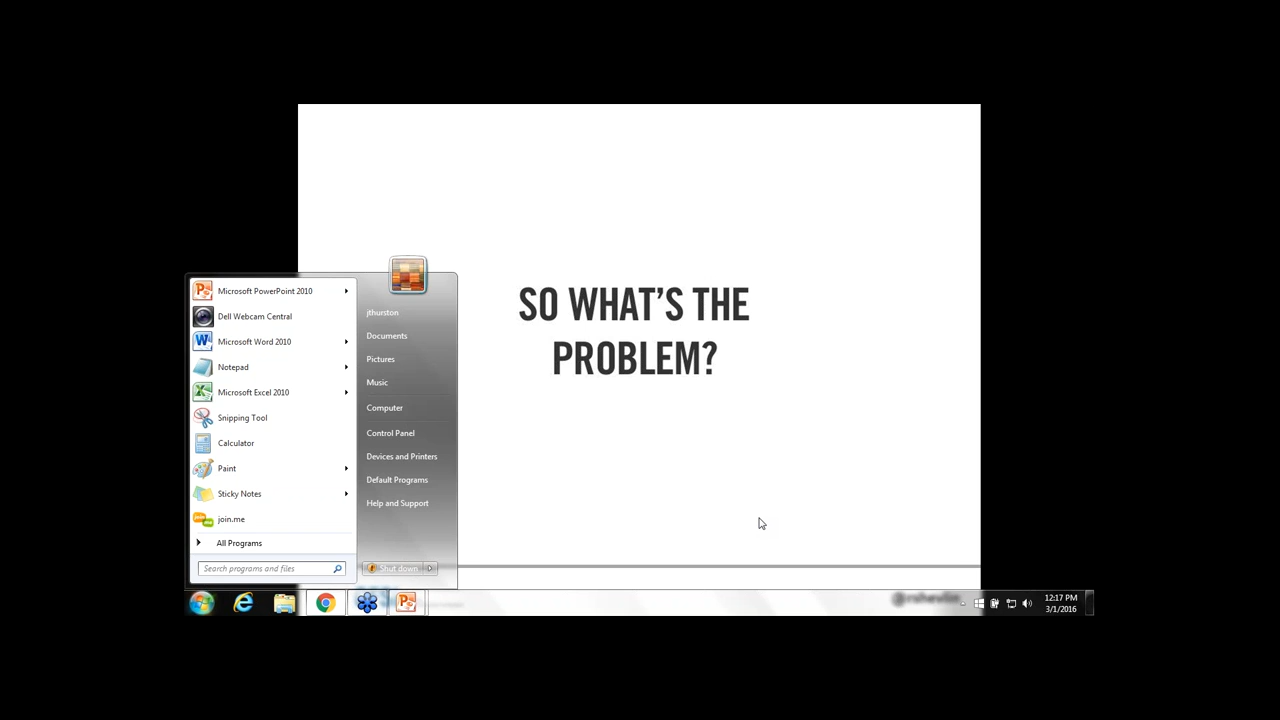 SO WHAT'S THE
PROBLEM?
Microsoft PowerPoint 2010
Dell Webcam Central
Microsoft Word 2010
Notepad
Microsoft Excel 2010
Snipping Tool
Calculator
Paint
Sticky Notes
join.me
All Programs
Search programs and files
jthurston
Documents
Pictures
Music
Computer
Control Panel
Devices and Printers
Default Programs
Help and Support
Shut down
@rshevlin
12:17 PM
3/1/2016